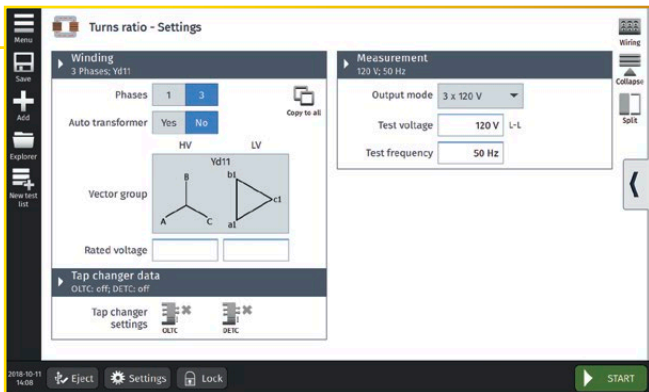 Menu
Turns ratio - Settings
Wiring
Save
Winding
3 Phases; Yd11
Phases 1 3
Copy to all
Auto transformer Yes No
HV LV
Yd11
B b1
c1
A C a1
Vector group
Rated voltage
Tap changer data
OLTC: off; DETC: off
Tap changer settings
OLTC DETC
Measurement
120 V; 50 Hz
Output mode 3 x 120 V
Test voltage 120 V L-L
Test frequency 50 Hz
Collapse
Split
Add
Explorer
New test list
2018-10-11
14:08
Eject
Settings
Lock
START